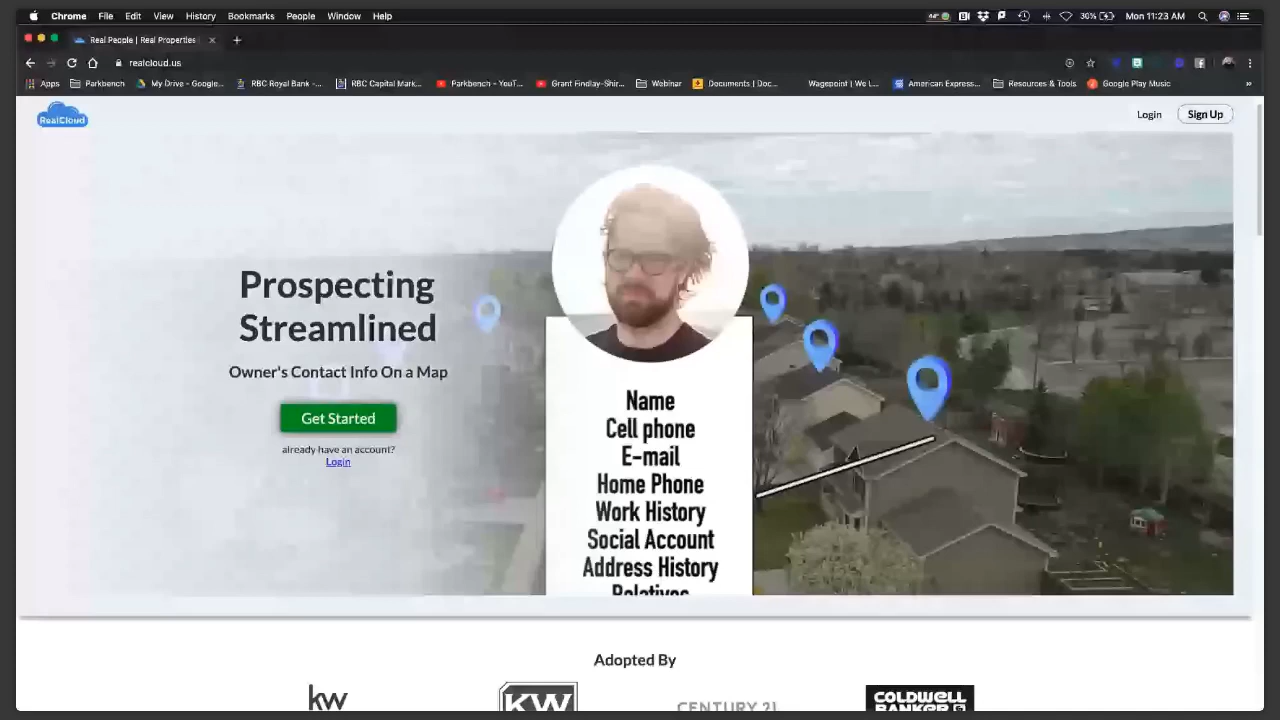 Chrome File Edit View History Bookmarks People Window Help
30% Mon 11:23 AM
Real People | Real Properties
realcloud.us
Apps Parkbench My Drive - Google... RBC Royal Bank -... RBC Capital Mark... Parkbench - YouT... Grant Findlay-Shir... Webinar Documents | Doc... Wagepoint | We L... American Express... Resources & Tools Google Play Music »
RealCloud
Login Sign Up
Prospecting
Streamlined
Owner's Contact Info On a Map
Get Started
already have an account?
Login
Name
Cell phone
E-mail
Home Phone
Work History
Social Account
Address History
Relatives
Adopted By
kw KW CENTURY 21 COLDWELL
BANKER